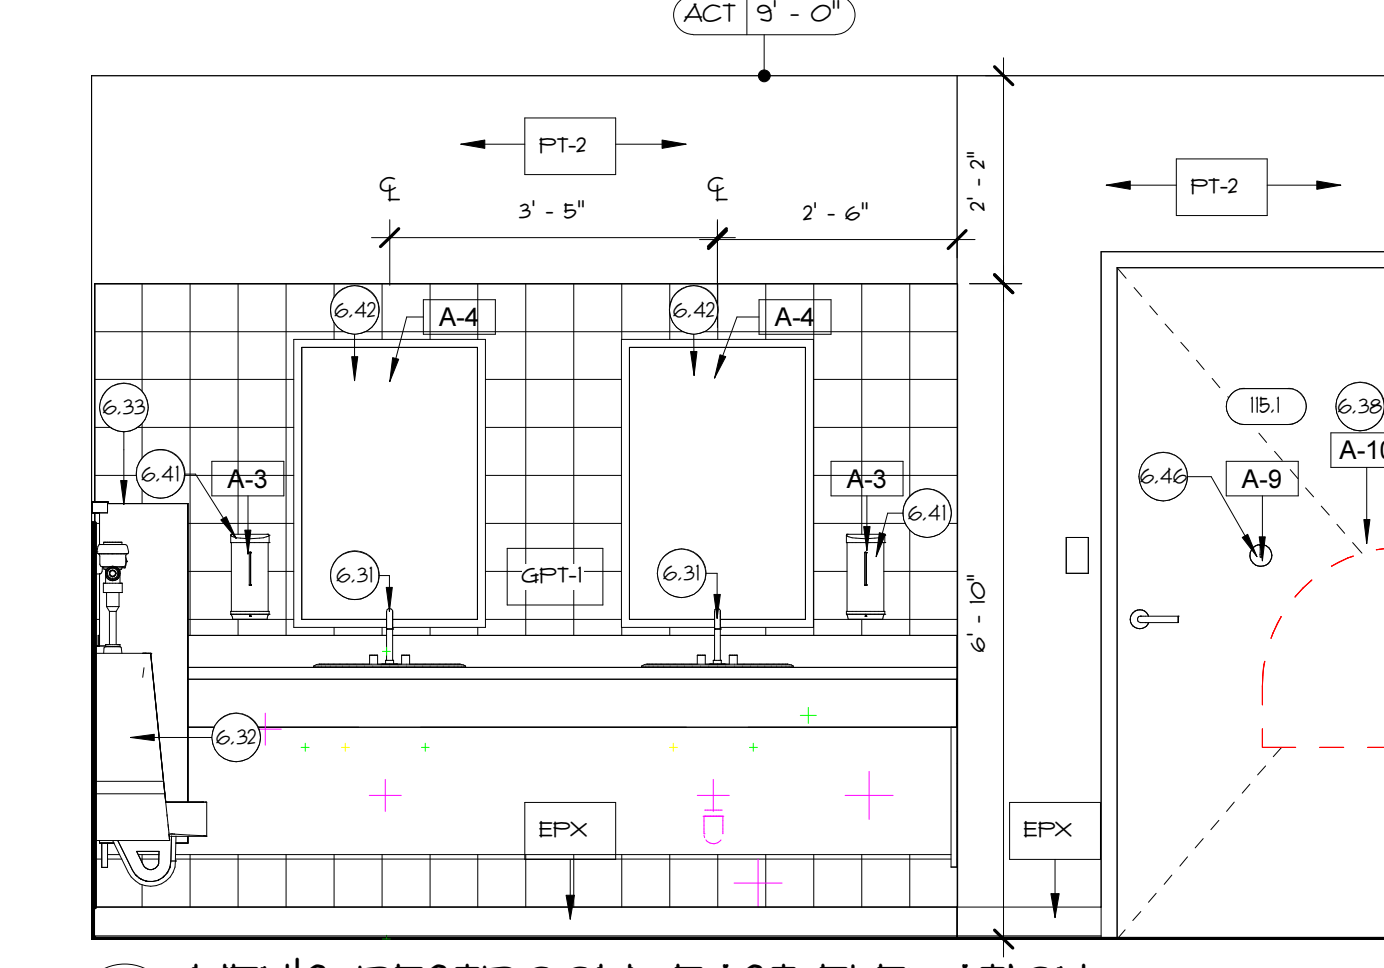 ACT 9' - 0"
PT-2
2' - 2"
PT-2
℄ ℄
3' - 5" 2' - 6"
6.42 A-4 6.42 A-4
6.33
115.1 6.38
A-10
6.41 A-3 A-3 6.46 A-9
6.41
6.31 GPT-1 6.31
6' - 10"
6.32
EPX EPX